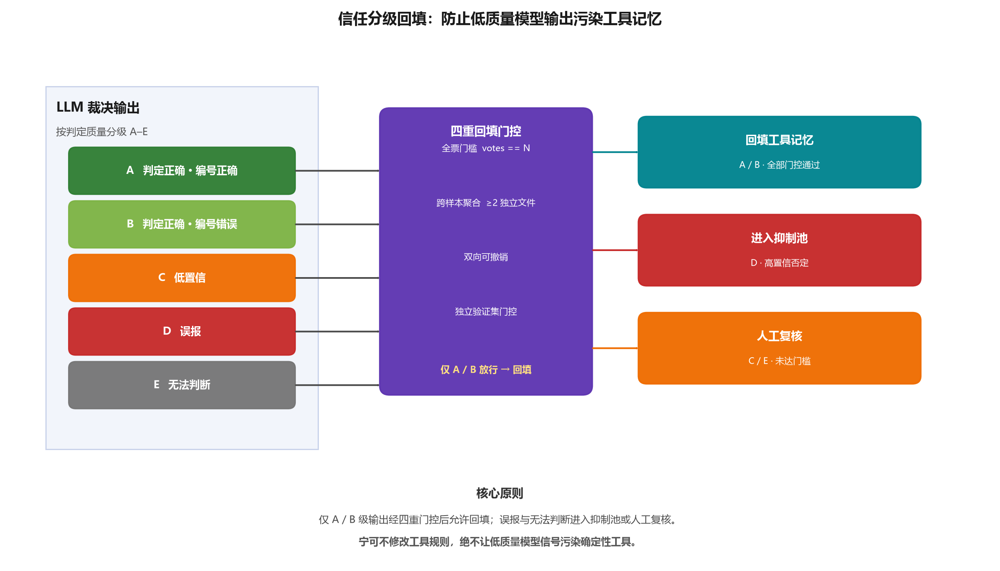 信任分级回填：防止低质量模型输出污染工具记忆
LLM 裁决输出
按判定质量分级 A–E
A 判定正确·编号正确
B 判定正确·编号错误
C 低置信
D 误报
E 无法判断
四重回填门控
全票门槛 votes == N
跨样本聚合 ≥2 独立文件
双向可撤销
独立验证集门控
仅 A / B 放行 → 回填
回填工具记忆
A / B · 全部门控通过
进入抑制池
D · 高置信否定
人工复核
C / E · 未达门槛
核心原则
仅 A / B 级输出经四重门控后允许回填；误报与无法判断进入抑制池或人工复核。
宁可不修改工具规则，绝不让低质量模型信号污染确定性工具。